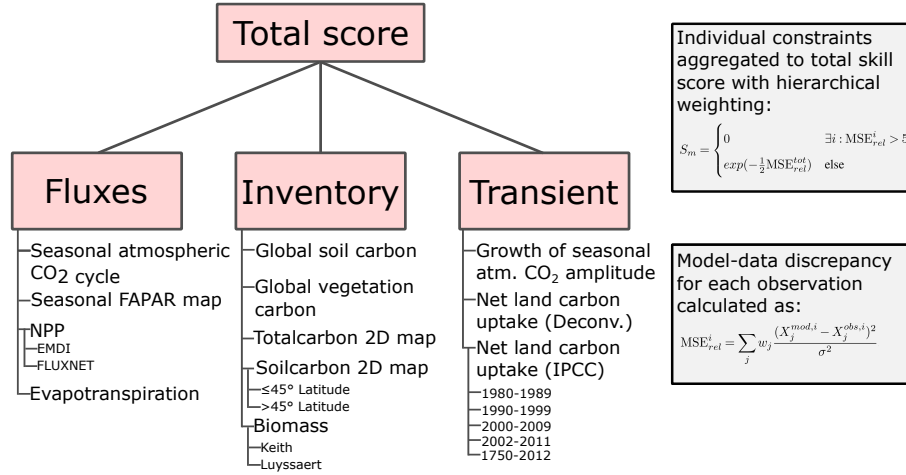 Total score
Fluxes
Seasonal atmospheric
CO2 cycle
Seasonal FAPAR map
NPP
EMDI
FLUXNET
Evapotranspiration
Inventory
Global soil carbon
Global vegetation
carbon
Totalcarbon 2D map
Soilcarbon 2D map
≤45° Latitude
>45° Latitude
Biomass
Keith
Luyssaert
Transient
Growth of seasonal
atm. CO₂ amplitude
Net land carbon
uptake (Deconv.)
Net land carbon
uptake (IPCC)
1980-1989
1990-1999
2000-2009
2002-2011
1750-2012
Individual constraints
aggregated to total skill
score with hierarchical
weighting:
S_m = { 0 ∃i : MSE^i_rel > 5
exp(−½MSE^tot_rel) else
Model-data discrepancy
for each observation
calculated as:
MSE^i_rel = ∑_j w_j (X_j^{mod,i} − X_j^{obs,i})² / σ²